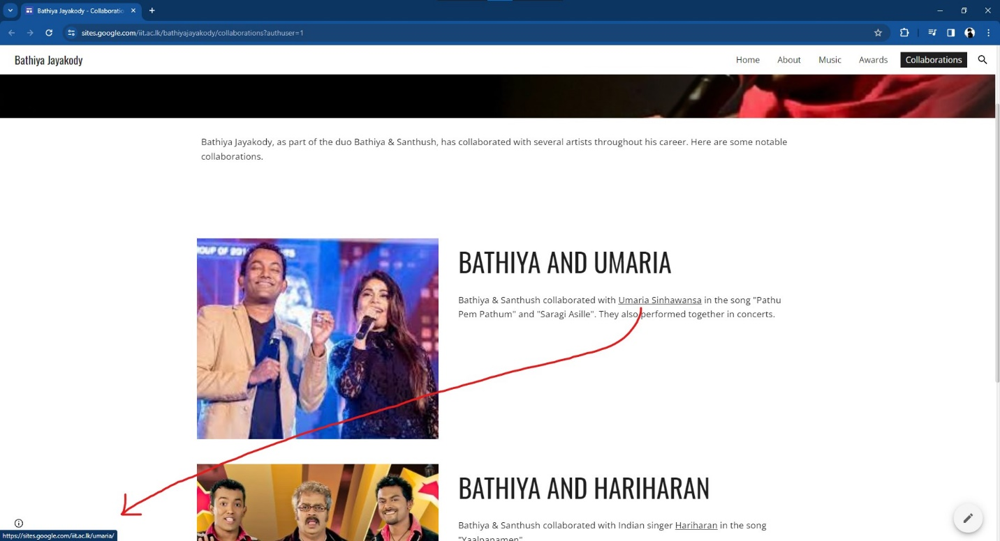 Bathiya Jayakody - Collaboratio
sites.google.com/iit.ac.lk/bathiyajayakody/collaborations?authuser=1
Bathiya Jayakody
Home About Music Awards Collaborations
Bathiya Jayakody, as part of the duo Bathiya & Santhush, has collaborated with several artists throughout his career. Here are some notable
collaborations.
BATHIYA AND UMARIA
Bathiya & Santhush collaborated with Umaria Sinhawansa in the song "Pathu
Pem Pathum" and "Saragi Asille". They also performed together in concerts.
BATHIYA AND HARIHARAN
Bathiya & Santhush collaborated with Indian singer Hariharan in the song
"Yaalpanamen"
https://sites.google.com/iit.ac.lk/umaria/